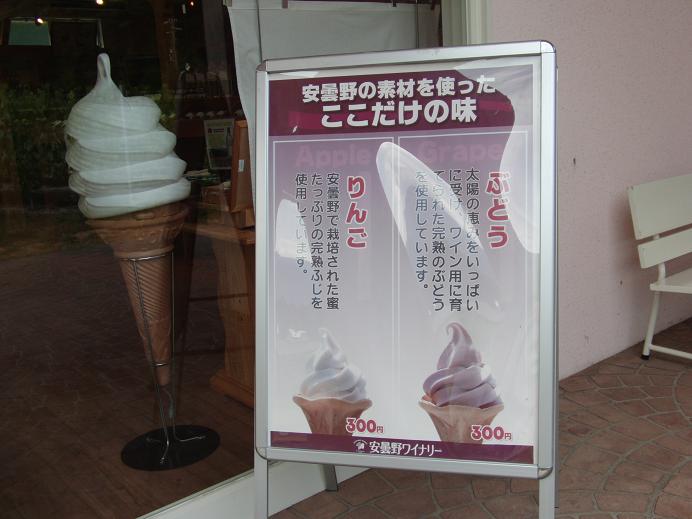 安曇野の素材を使った
ここだけの味
Grape
ぶどう
太陽の恵みをいっぱい
に受け、ワイン用に育
てられた完熟のぶどう
を使用しています。
300円
Apple
りんご
安曇野で栽培された蜜
たっぷりの完熟ふじを
使用しています。
300円
安曇野ワイナリー